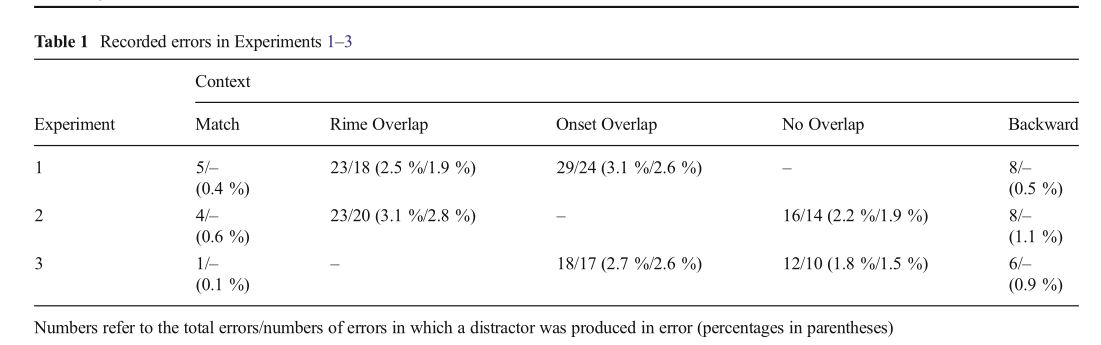 Table 1 Recorded errors in Experiments 1–3
Context
Experiment Match Rime Overlap Onset Overlap No Overlap Backward
1 5/– 23/18 (2.5 %/1.9 %) 29/24 (3.1 %/2.6 %) – 8/–
(0.4 %) (0.5 %)
2 4/– 23/20 (3.1 %/2.8 %) – 16/14 (2.2 %/1.9 %) 8/–
(0.6 %) (1.1 %)
3 1/– – 18/17 (2.7 %/2.6 %) 12/10 (1.8 %/1.5 %) 6/–
(0.1 %) (0.9 %)
Numbers refer to the total errors/numbers of errors in which a distractor was produced in error (percentages in parentheses)